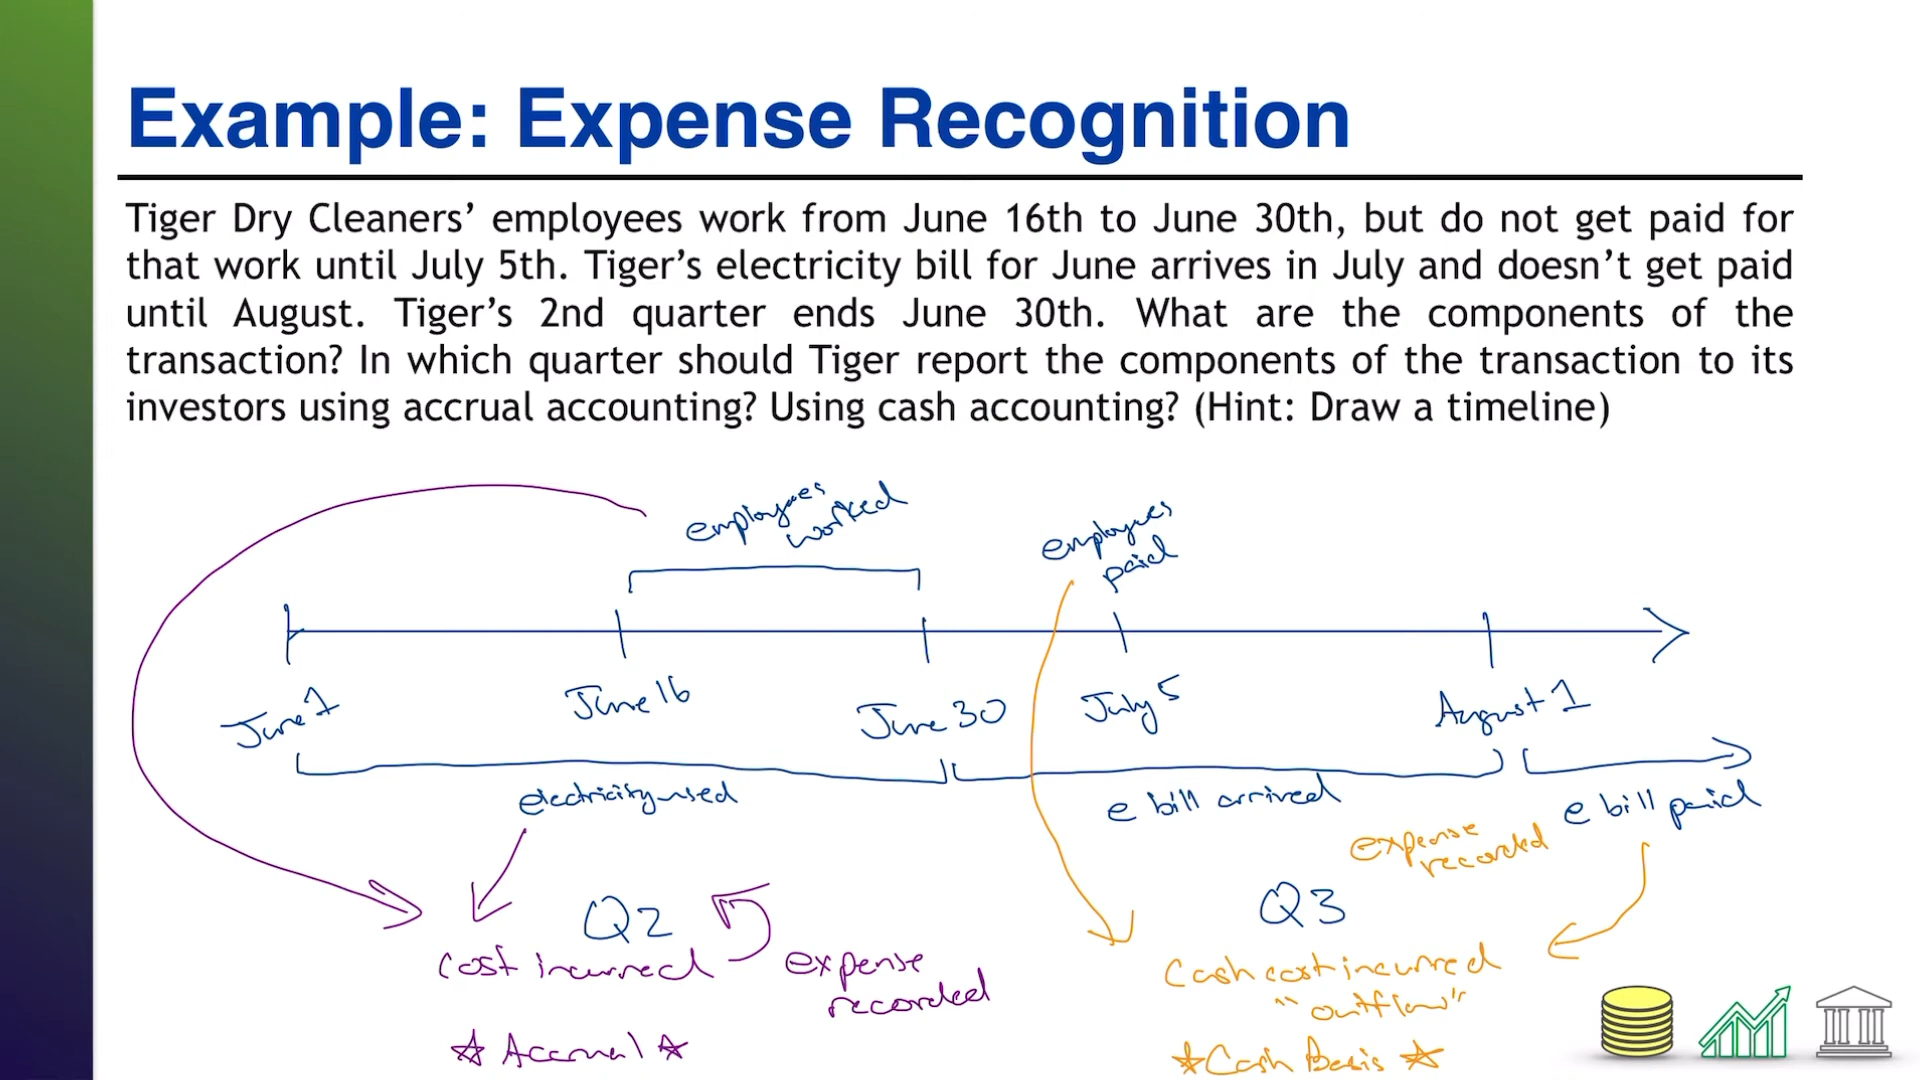 Example: Expense Recognition
Tiger Dry Cleaners’ employees work from June 16th to June 30th, but do not get paid for
that work until July 5th. Tiger’s electricity bill for June arrives in July and doesn’t get paid
until August. Tiger’s 2nd quarter ends June 30th. What are the components of the
transaction? In which quarter should Tiger report the components of the transaction to its
investors using accrual accounting? Using cash accounting? (Hint: Draw a timeline)
employees
worked
employees
paid
June 1
June 16
June 30
July 5
August 1
electricity used
e bill arrived
e bill paid
expense
recorded
Q2
Q3
cost incurred
expense
recorded
Cash cost incurred
"outflow"
☆ Accrual ☆
☆ Cash Basis ☆